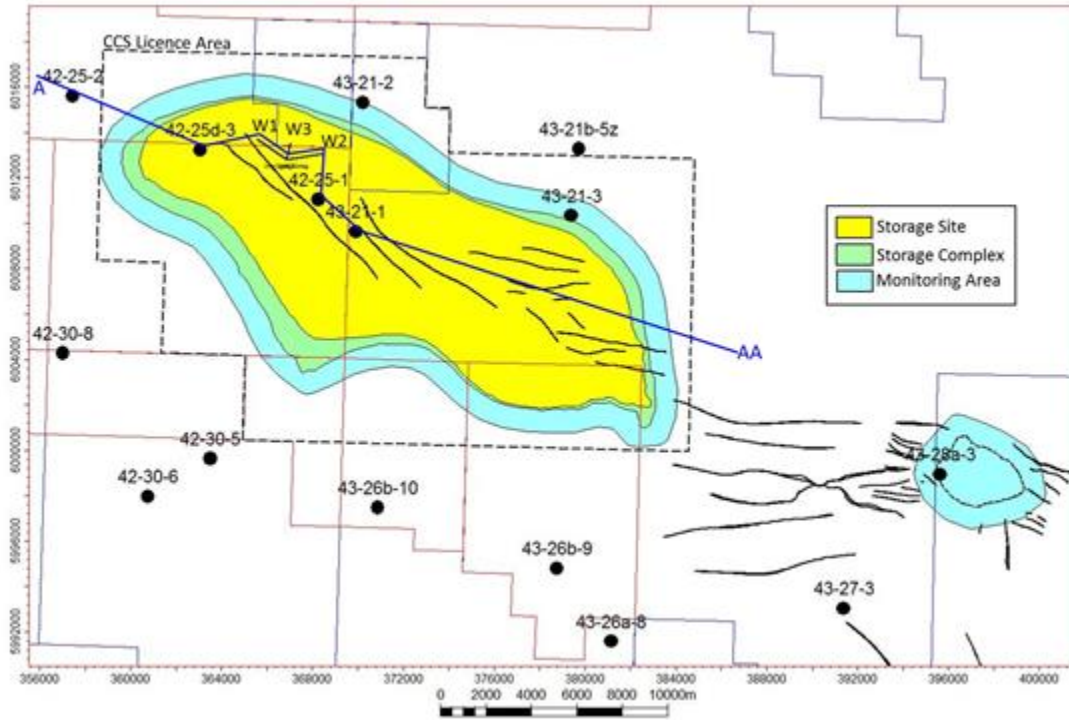 CCS Licence Area
42-25-2
A
43-21-2
42-25d-3
W1
W3
W2
43-21b-5z
42-25-1
43-21-1
43-21-3
Storage Site
Storage Complex
Monitoring Area
42-30-8
AA
42-30-5
42-30-6
43-26b-10
43-28a-3
43-26b-9
43-27-3
43-26a-8
6016000
6012000
6008000
6004000
6000000
5996000
5992000
356000
360000
364000
368000
372000
376000
380000
384000
388000
392000
396000
400000
0 2000 4000 6000 8000 10000m